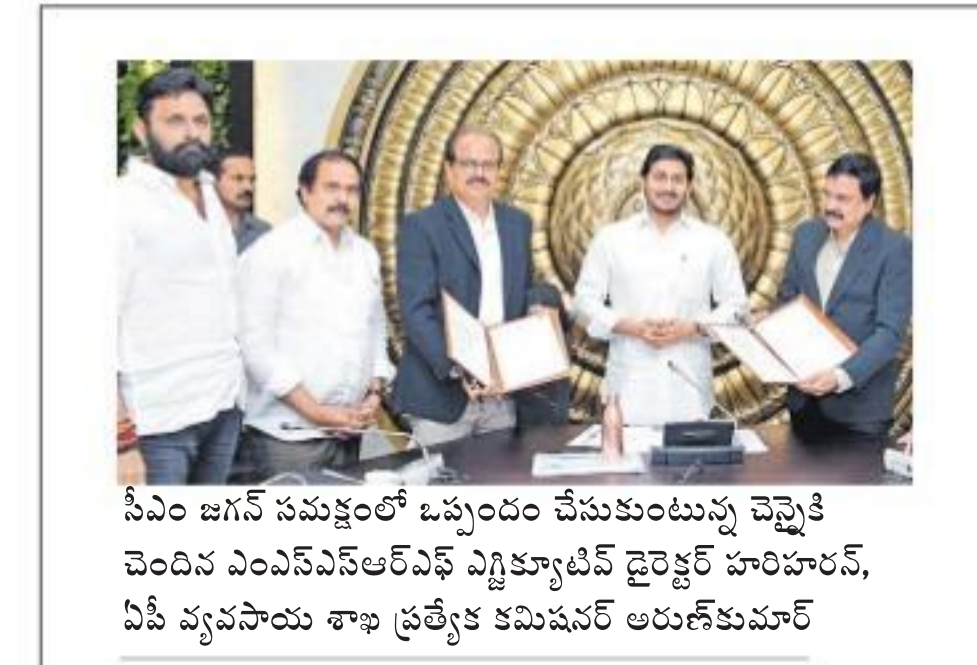 సీఎం జగన్ సమక్షంలో ఒప్పందం చేసుకుంటున్న చెన్నైకి
చెందిన ఎంఎస్ఎస్ఆర్ఎఫ్ ఎగ్జిక్యూటివ్ డైరెక్టర్ హరిహరన్,
ఏపీ వ్యవసాయ శాఖ ప్రత్యేక కమిషనర్ అరుణ్‌కుమార్